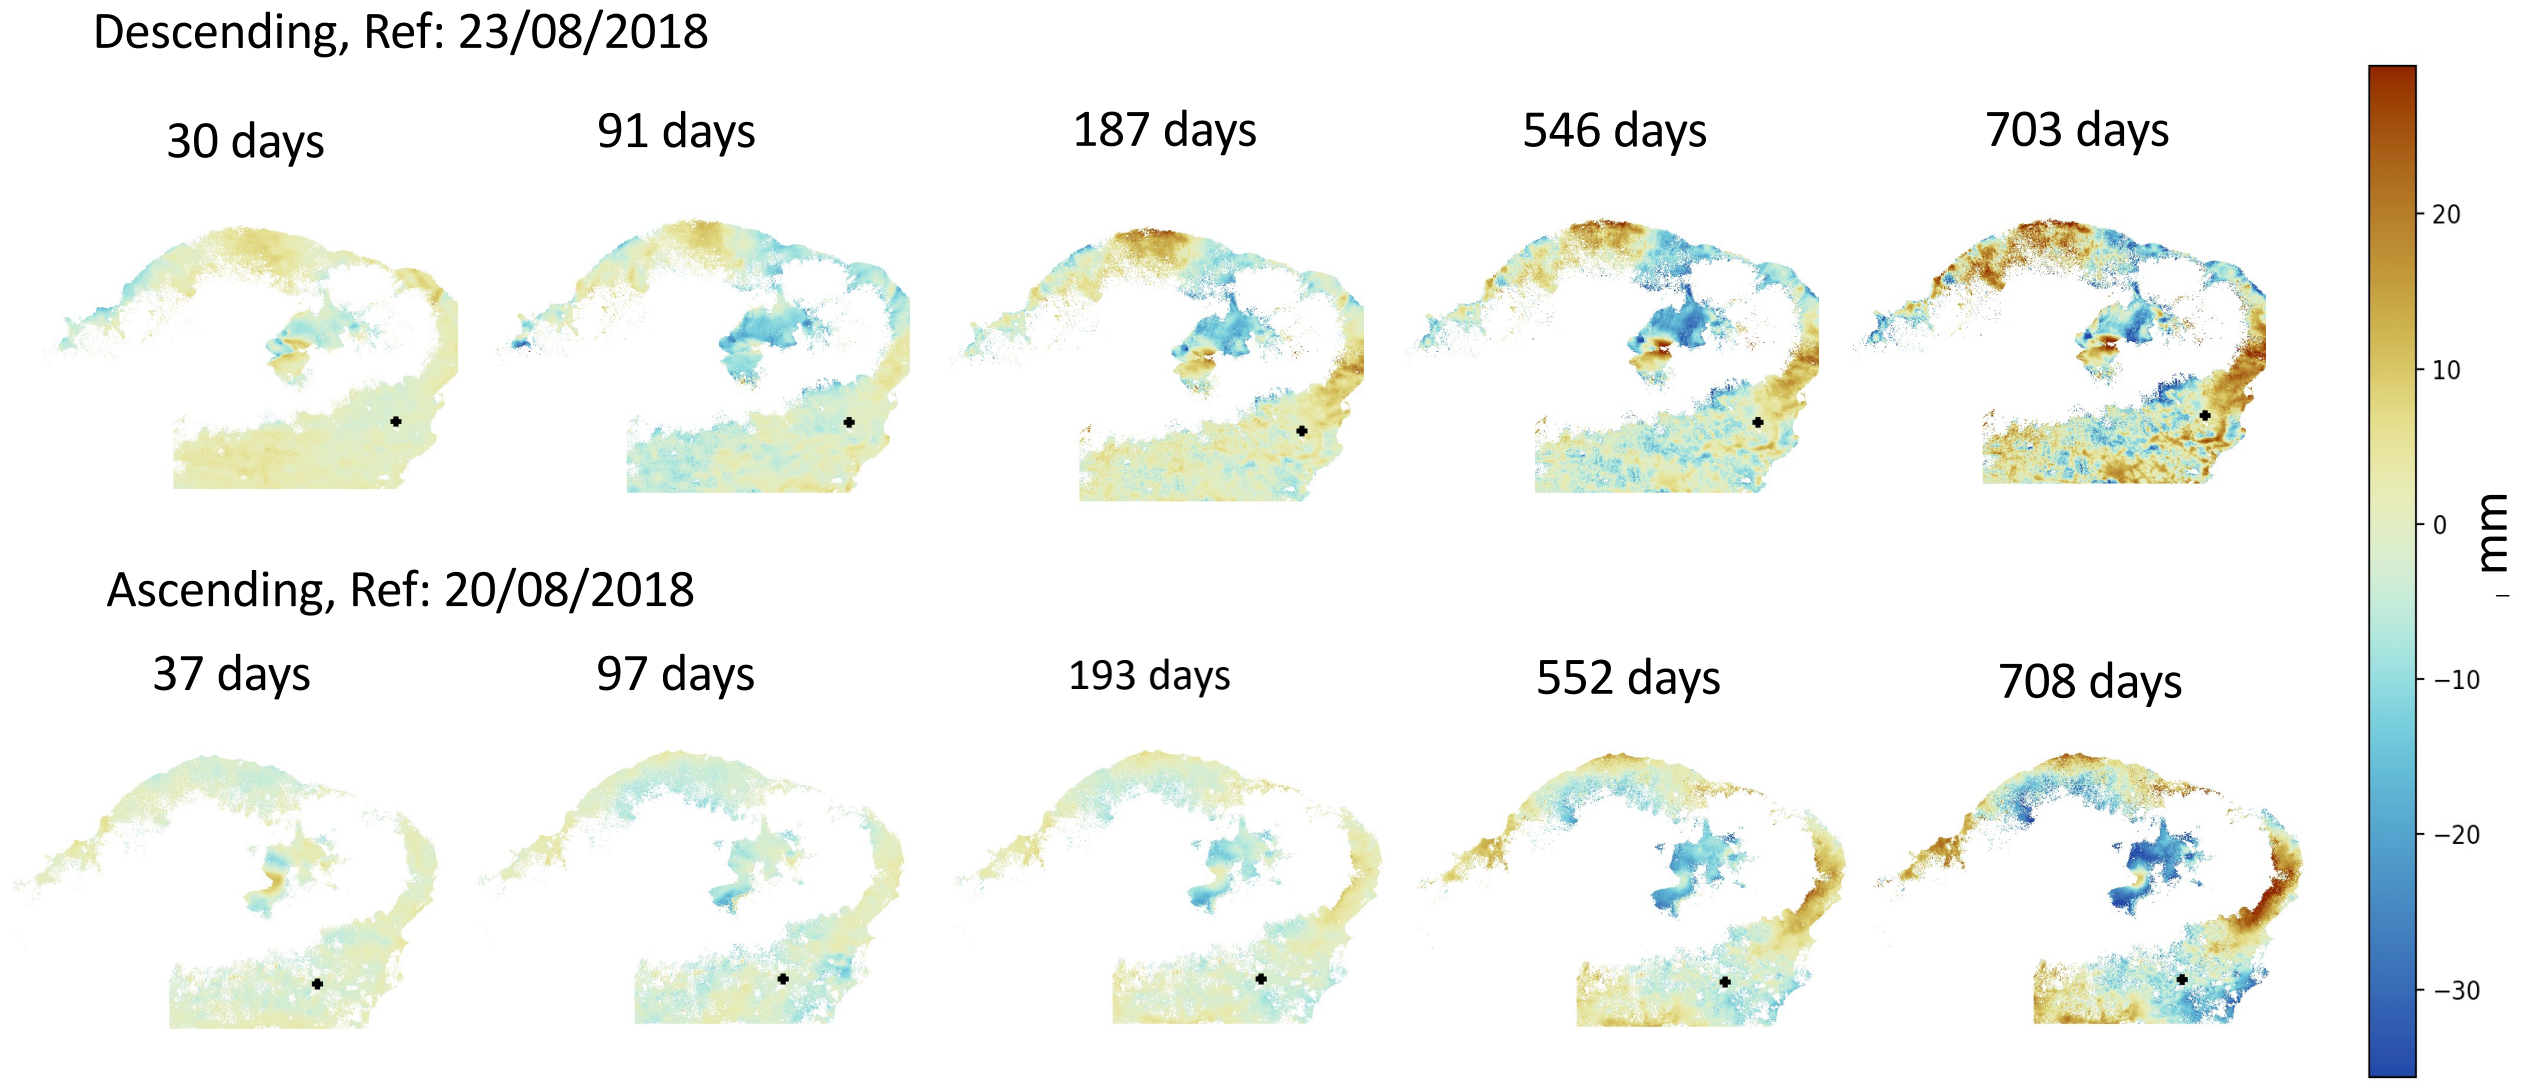 Descending, Ref: 23/08/2018
30 days
91 days
187 days
546 days
703 days
Ascending, Ref: 20/08/2018
37 days
97 days
193 days
552 days
708 days
20
10
0
−10
−20
−30
mm